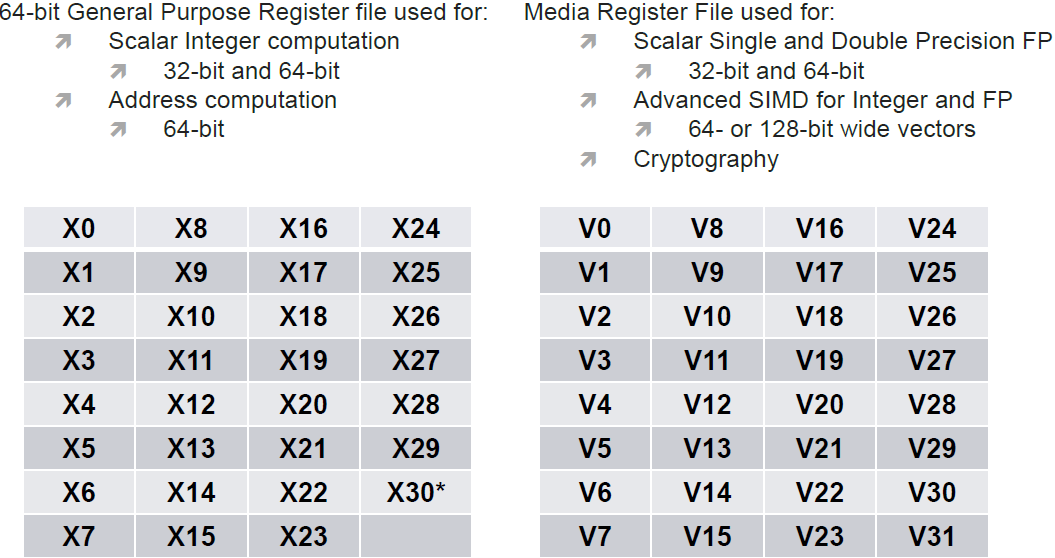 64-bit General Purpose Register file used for:
Scalar Integer computation
32-bit and 64-bit
Address computation
64-bit
Media Register File used for:
Scalar Single and Double Precision FP
32-bit and 64-bit
Advanced SIMD for Integer and FP
64- or 128-bit wide vectors
Cryptography
X0 X8 X16 X24
X1 X9 X17 X25
X2 X10 X18 X26
X3 X11 X19 X27
X4 X12 X20 X28
X5 X13 X21 X29
X6 X14 X22 X30*
X7 X15 X23
V0 V8 V16 V24
V1 V9 V17 V25
V2 V10 V18 V26
V3 V11 V19 V27
V4 V12 V20 V28
V5 V13 V21 V29
V6 V14 V22 V30
V7 V15 V23 V31